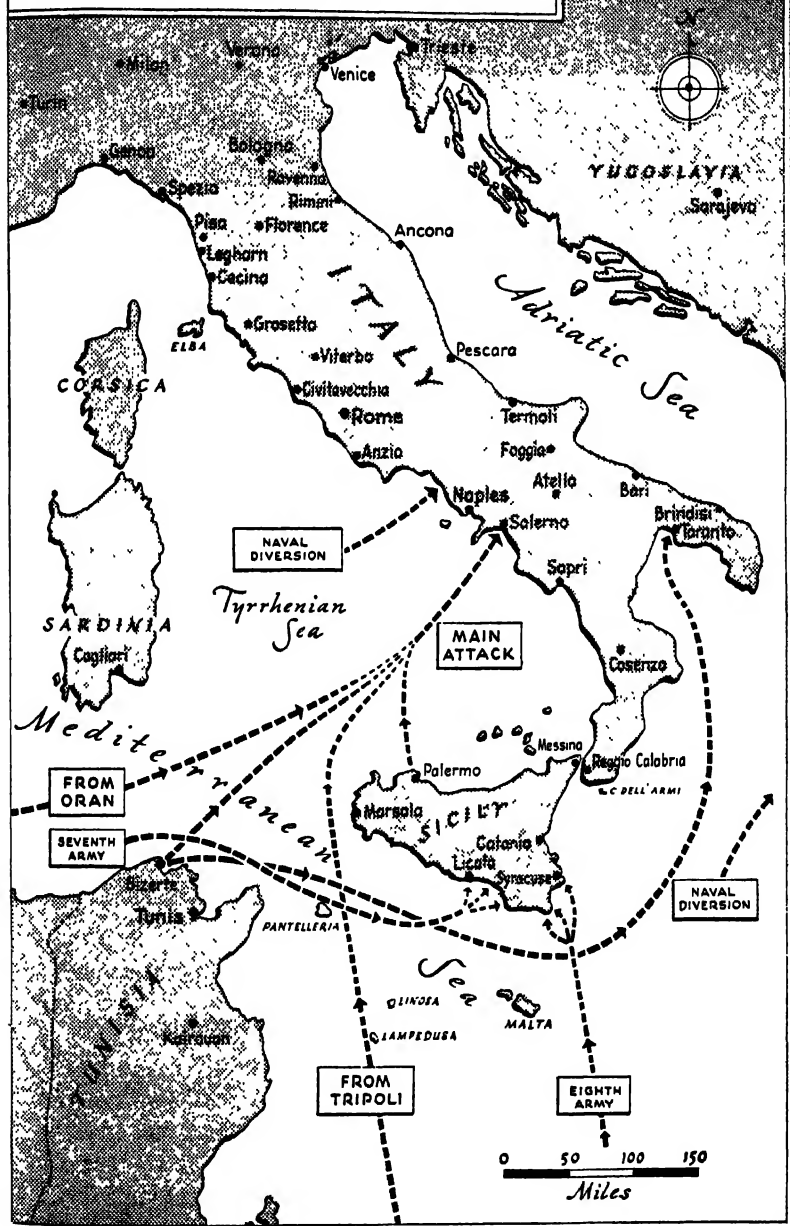 N
Milan
Verona
Trieste
Venice
Turin
Genoa
Bologna
Ravenna
YUGOSLAVIA
Spezia
Rimini
Sarajevo
Pisa
Florence
Leghorn
Ancona
Cecina
ITALY
Adriatic Sea
Grosetto
ELBA
Viterbo
Pescara
CORSICA
Civitavecchia
Rome
Termoli
Anzio
Foggia
Atella
Bari
Naples
Salerno
Brindisi
Taranto
NAVAL
DIVERSION
Sapri
Tyrrhenian
Sea
SARDINIA
MAIN
ATTACK
Cagliari
Cosenza
Mediterranean
Messina
Reggio Calabria
FROM
ORAN
Palermo
C. DELL'ARMI
Marsala
SICILY
SEVENTH
ARMY
Catania
Licata
Syracuse
Bizerte
NAVAL
DIVERSION
Tunis
PANTELLERIA
Sea
LINOSA
MALTA
TUNISIA
Kairouan
LAMPEDUSA
FROM
TRIPOLI
EIGHTH
ARMY
0 50 100 150
Miles